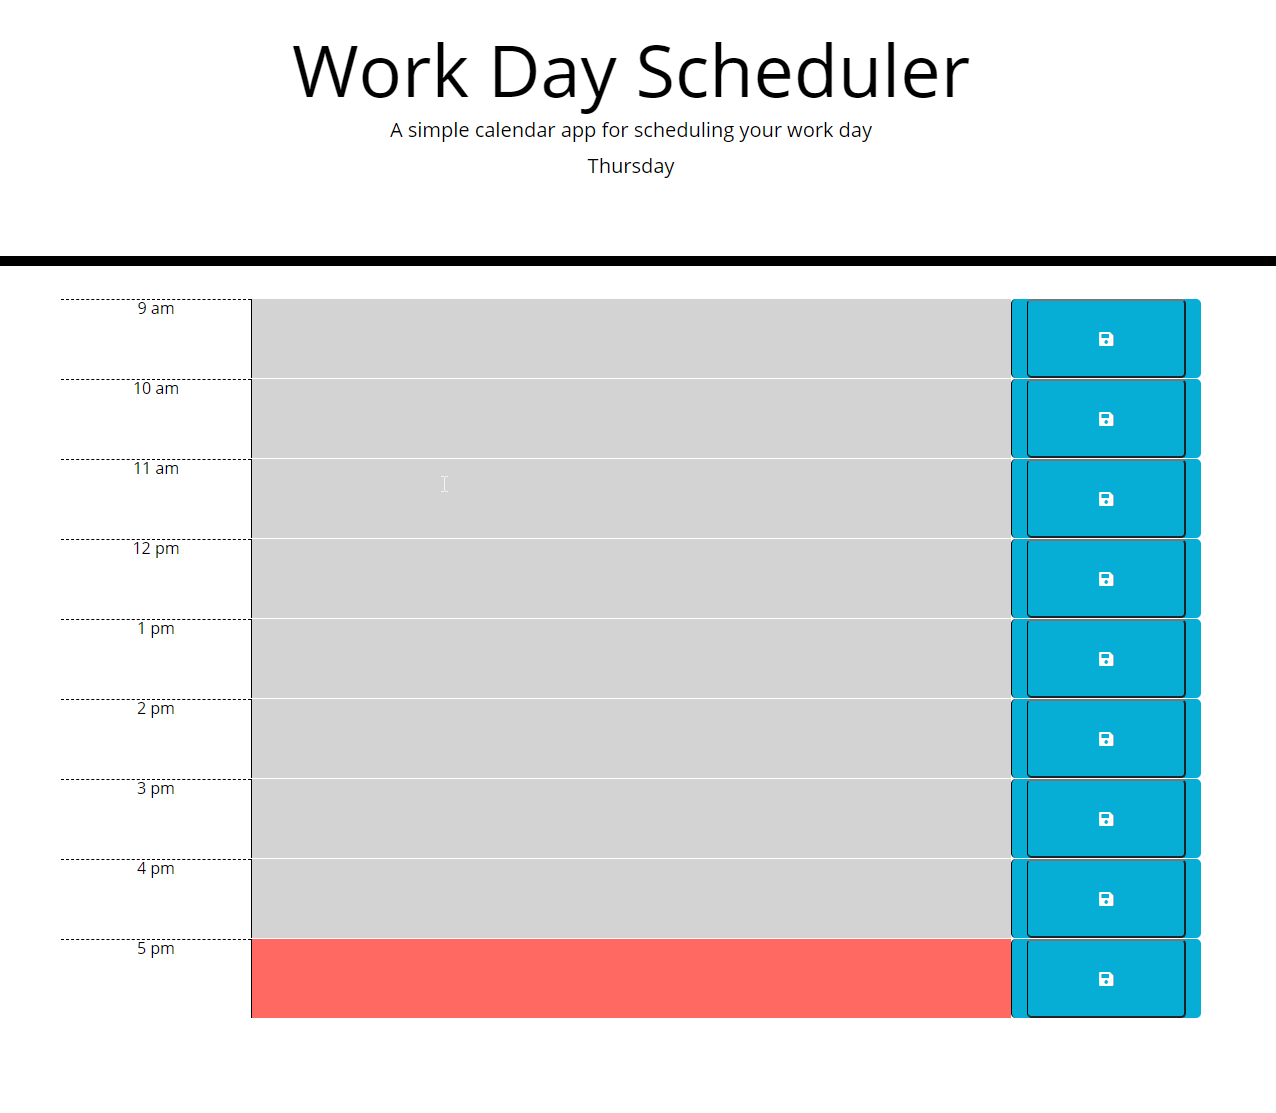 Work Day Scheduler
A simple calendar app for scheduling your work day
Thursday
9 am
10 am
11 am
12 pm
1 pm
2 pm
3 pm
4 pm
5 pm